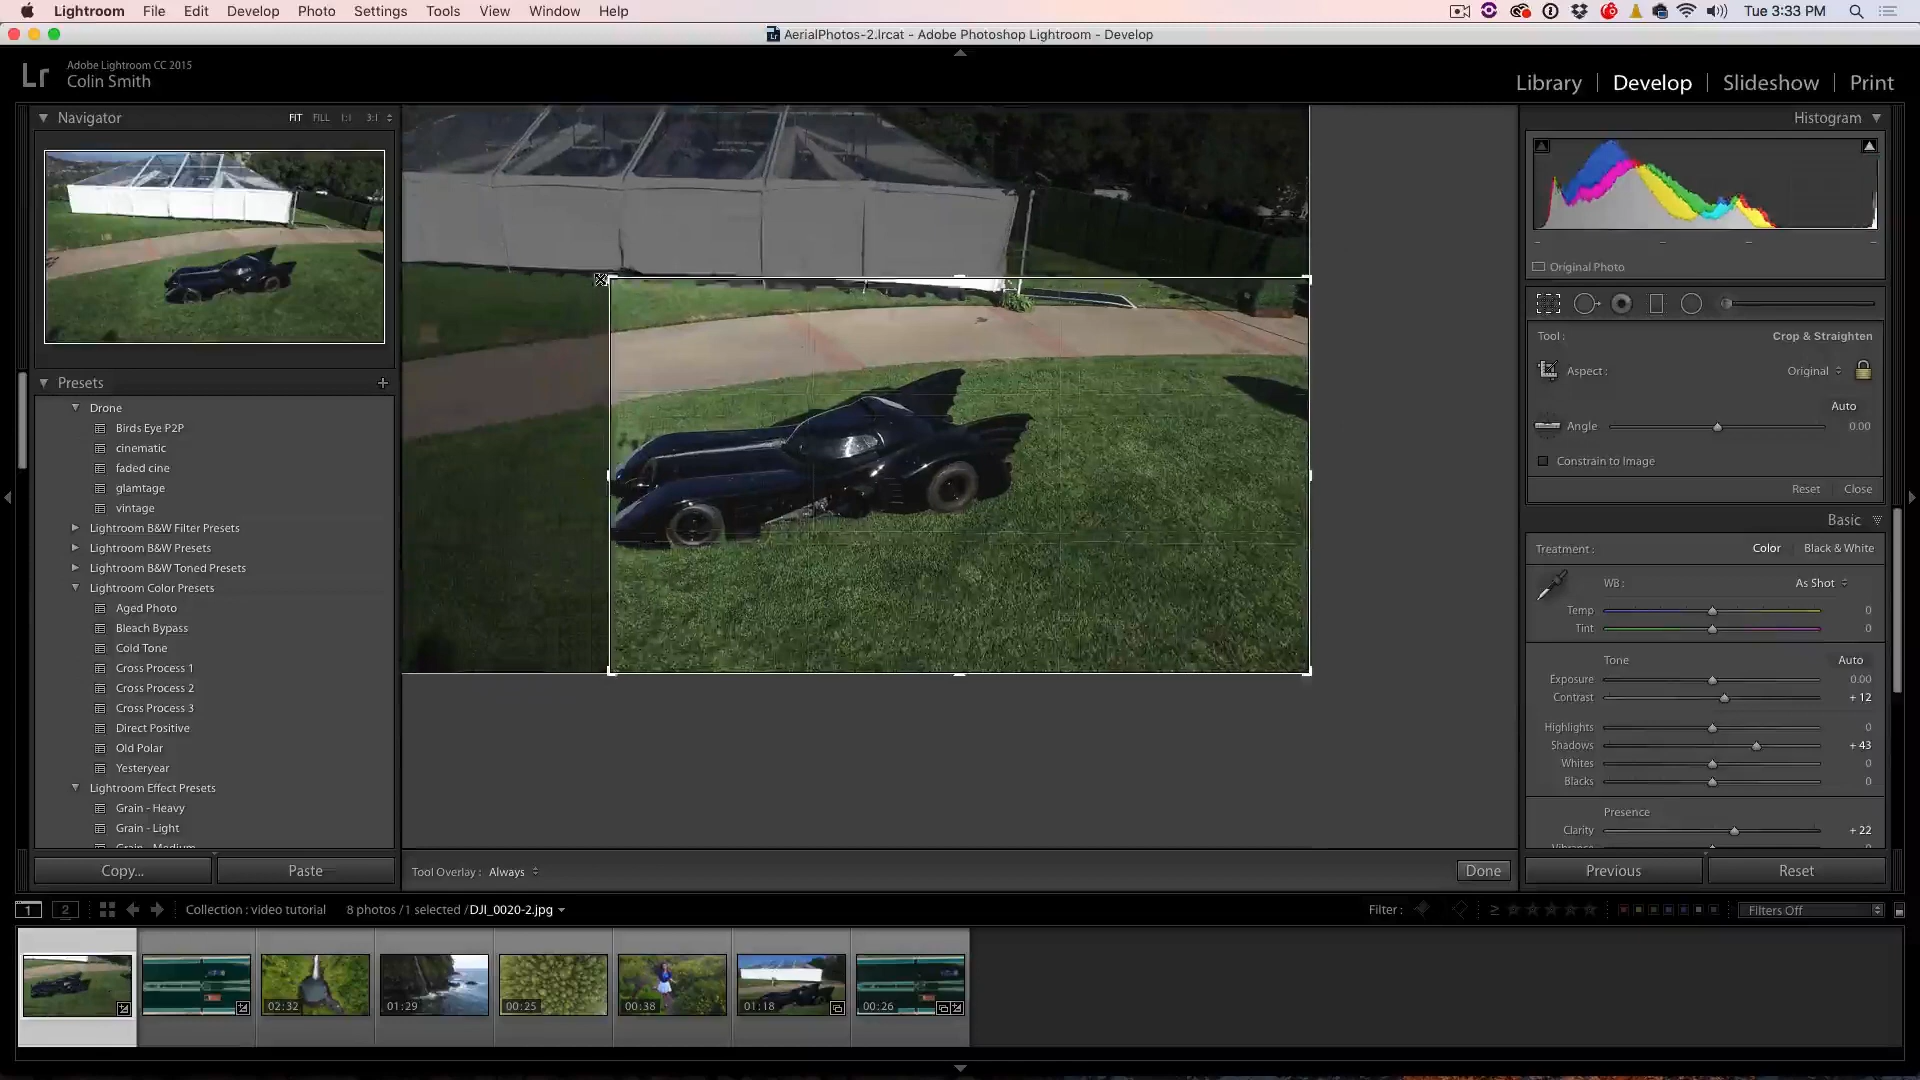 Lightroom File Edit Develop Photo Settings Tools View Window Help Tue 3:33 PM
AerialPhotos-2.lrcat - Adobe Photoshop Lightroom - Develop
Lr
Adobe Lightroom CC 2015
Colin Smith
Library Develop Slideshow Print
Navigator FIT FILL 1:1 3:1
Presets +
Drone
Birds Eye P2P
cinematic
faded cine
glamtage
vintage
Lightroom B&W Filter Presets
Lightroom B&W Presets
Lightroom B&W Toned Presets
Lightroom Color Presets
Aged Photo
Bleach Bypass
Cold Tone
Cross Process 1
Cross Process 2
Cross Process 3
Direct Positive
Old Polar
Yesteryear
Lightroom Effect Presets
Grain - Heavy
Grain - Light
Grain - Medium
Copy... Paste
Tool Overlay : Always Done
Histogram
Original Photo
Tool : Crop & Straighten
Aspect : Original
Auto
Angle 0.00
Constrain to Image
Reset Close
Basic
Treatment : Color Black & White
WB : As Shot
Temp 0
Tint 0
Tone Auto
Exposure 0.00
Contrast + 12
Highlights 0
Shadows + 43
Whites 0
Blacks 0
Presence
Clarity + 22
Vibrance
Previous Reset
1 2 Collection : video tutorial 8 photos / 1 selected / DJI_0020-2.jpg Filter : ≥ Filters Off
02:32 01:29 00:25 00:38 01:18 00:26